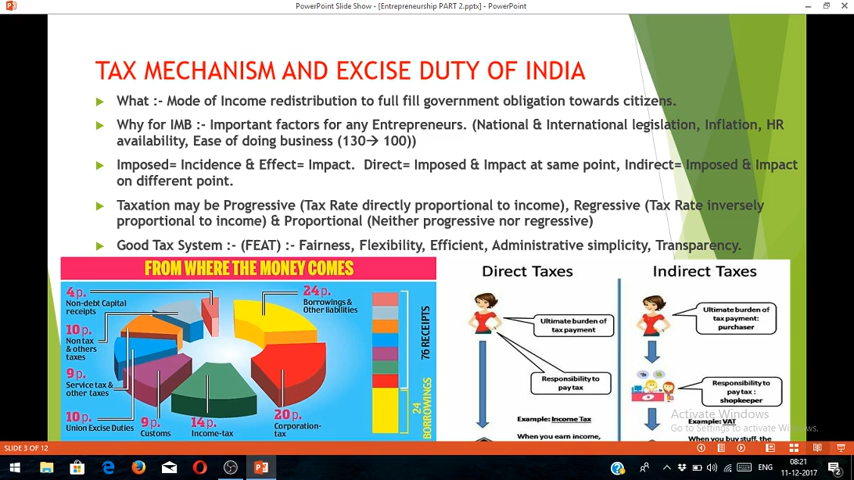 PowerPoint Slide Show - [Entrepreneurship PART 2.pptx] - PowerPoint
TAX MECHANISM AND EXCISE DUTY OF INDIA
What :- Mode of Income redistribution to full fill government obligation towards citizens.
Why for IMB :- Important factors for any Entrepreneurs. (National & International legislation, Inflation, HR
availability, Ease of doing business (130→ 100))
Imposed= Incidence & Effect= Impact. Direct= Imposed & Impact at same point, Indirect= Imposed & Impact
on different point.
Taxation may be Progressive (Tax Rate directly proportional to income), Regressive (Tax Rate inversely
proportional to income) & Proportional (Neither progressive nor regressive)
Good Tax System :- (FEAT) :- Fairness, Flexibility, Efficient, Administrative simplicity, Transparency.
FROM WHERE THE MONEY COMES
4p.
Non-debt Capital
receipts
10p.
Non tax
& others
taxes
9p.
Service tax &
other taxes
10p.
Union Excise Duties
9p.
Customs
14p.
Income-tax
20p.
Corporation-
tax
24p.
Borrowings &
Other liabilities
76 RECEIPTS
24
BORROWINGS
Direct Taxes
Ultimate burden of
tax payment
Responsibility to
pay tax
Example: Income Tax
When you earn income,
Indirect Taxes
Ultimate burden of
tax payment:
purchaser
Responsibility to
pay tax :
shopkeeper
Example: VAT
When you buy stuff, the
Activate Windows
Go to Settings to activate Windows.
SLIDE 3 OF 12
ENG
08:21
11-12-2017
2